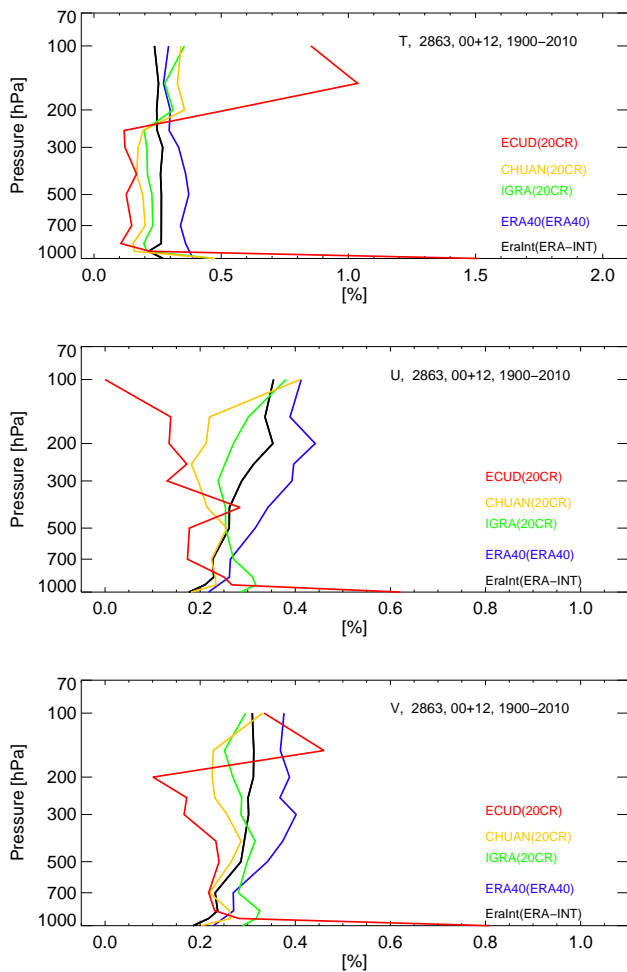 70
T, 2863, 00+12, 1900−2010
100
200
Pressure [hPa]
ECUD(20CR)
300
CHUAN(20CR)
500
IGRA(20CR)
700
ERA40(ERA40)
EraInt(ERA−INT)
1000
0.0 0.5 1.0 1.5 2.0
[%]
70
U, 2863, 00+12, 1900−2010
100
200
Pressure [hPa]
ECUD(20CR)
300
CHUAN(20CR)
500
IGRA(20CR)
700
ERA40(ERA40)
EraInt(ERA−INT)
1000
0.0 0.2 0.4 0.6 0.8 1.0
[%]
70
V, 2863, 00+12, 1900−2010
100
200
Pressure [hPa]
ECUD(20CR)
300
CHUAN(20CR)
500
IGRA(20CR)
700
ERA40(ERA40)
EraInt(ERA−INT)
1000
0.0 0.2 0.4 0.6 0.8 1.0
[%]